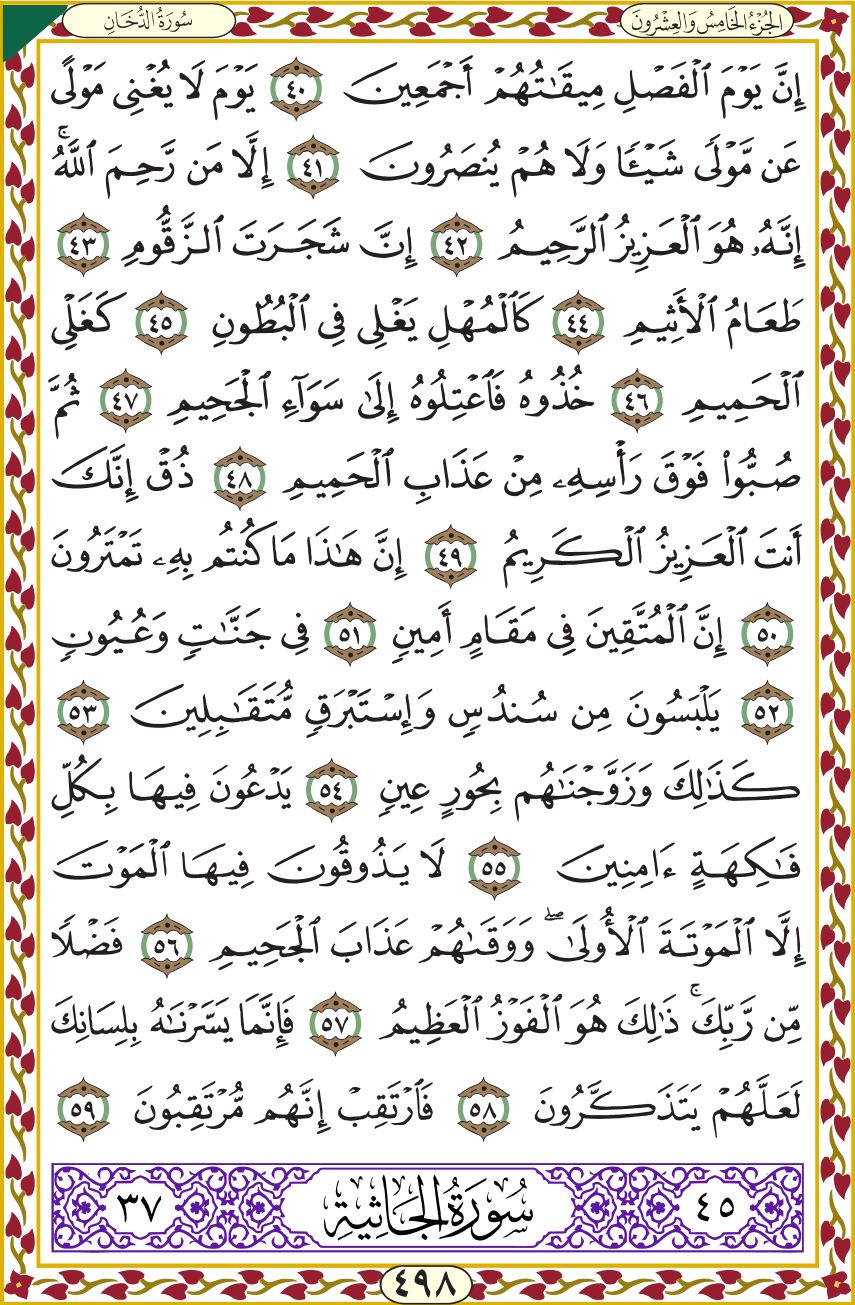 الجُزْءُ الخَامِسُ وَالعِشْرُونَ سُورَةُ الدُّخَانِ
إِنَّ يَوْمَ ٱلْفَصْلِ مِيقَٰتُهُمْ أَجْمَعِينَ ٤٠ يَوْمَ لَا يُغْنِى مَوْلًى
عَن مَّوْلًى شَيْـًٔا وَلَا هُمْ يُنصَرُونَ ٤١ إِلَّا مَن رَّحِمَ ٱللَّهُ ۚ
إِنَّهُۥ هُوَ ٱلْعَزِيزُ ٱلرَّحِيمُ ٤٢ إِنَّ شَجَرَتَ ٱلزَّقُّومِ ٤٣
طَعَامُ ٱلْأَثِيمِ ٤٤ كَٱلْمُهْلِ يَغْلِى فِى ٱلْبُطُونِ ٤٥ كَغَلْىِ
ٱلْحَمِيمِ ٤٦ خُذُوهُ فَٱعْتِلُوهُ إِلَىٰ سَوَآءِ ٱلْجَحِيمِ ٤٧ ثُمَّ
صُبُّوا۟ فَوْقَ رَأْسِهِۦ مِنْ عَذَابِ ٱلْحَمِيمِ ٤٨ ذُقْ إِنَّكَ
أَنتَ ٱلْعَزِيزُ ٱلْكَرِيمُ ٤٩ إِنَّ هَٰذَا مَا كُنتُم بِهِۦ تَمْتَرُونَ
٥٠ إِنَّ ٱلْمُتَّقِينَ فِى مَقَامٍ أَمِينٍ ٥١ فِى جَنَّٰتٍ وَعُيُونٍ
٥٢ يَلْبَسُونَ مِن سُندُسٍ وَإِسْتَبْرَقٍ مُّتَقَٰبِلِينَ ٥٣
كَذَٰلِكَ وَزَوَّجْنَٰهُم بِحُورٍ عِينٍ ٥٤ يَدْعُونَ فِيهَا بِكُلِّ
فَٰكِهَةٍ ءَامِنِينَ ٥٥ لَا يَذُوقُونَ فِيهَا ٱلْمَوْتَ
إِلَّا ٱلْمَوْتَةَ ٱلْأُولَىٰ ۖ وَوَقَىٰهُمْ عَذَابَ ٱلْجَحِيمِ ٥٦ فَضْلًا
مِّن رَّبِّكَ ۚ ذَٰلِكَ هُوَ ٱلْفَوْزُ ٱلْعَظِيمُ ٥٧ فَإِنَّمَا يَسَّرْنَٰهُ بِلِسَانِكَ
لَعَلَّهُمْ يَتَذَكَّرُونَ ٥٨ فَٱرْتَقِبْ إِنَّهُم مُّرْتَقِبُونَ ٥٩
٤٥ سُورَةُ الجَاثِيَةِ ٣٧
٤٩٨